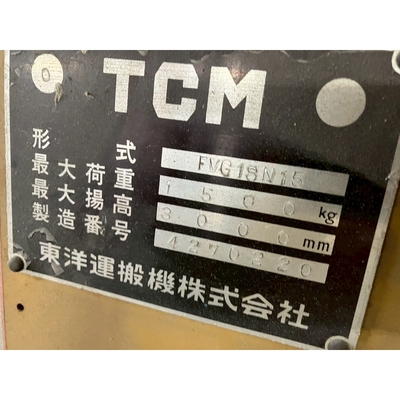 TCM
形式 FVG18N15
最大荷重 1500 kg
最大揚高 3000 mm
製造番号 4270220
東洋運搬機株式会社